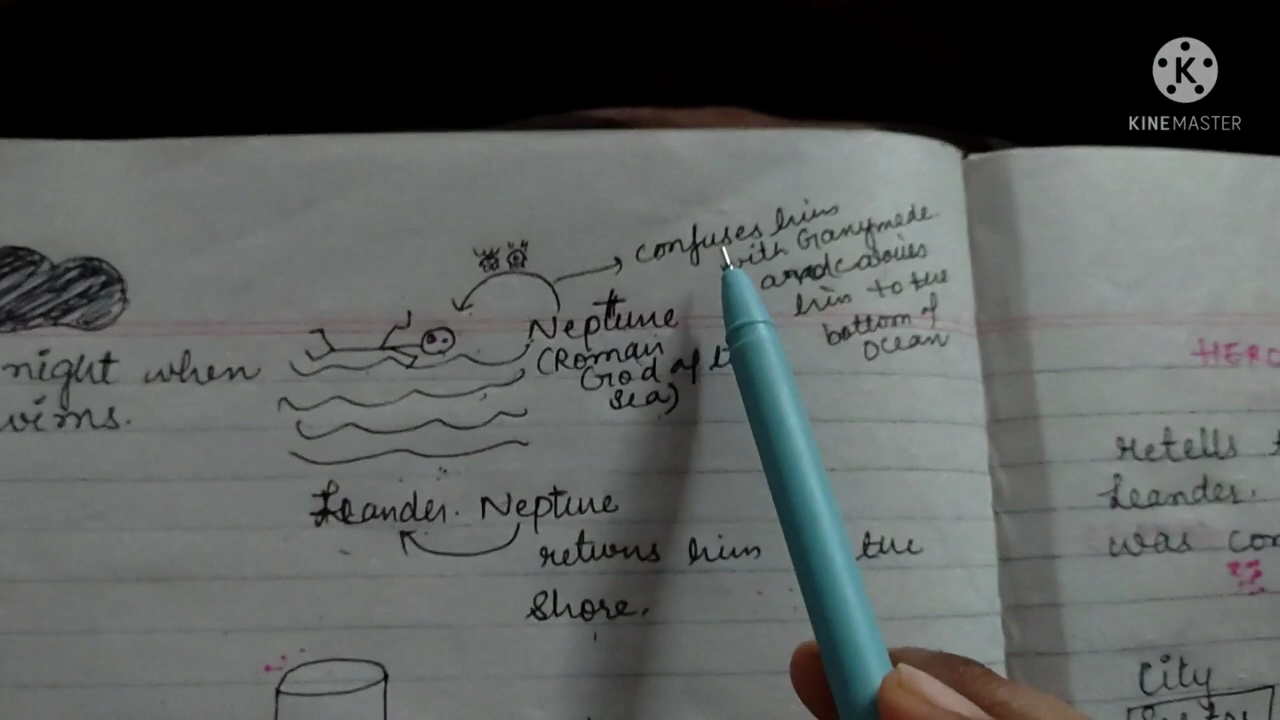 KINEMASTER
confuses him
with Ganymede
and carries
him to the
bottom of
Ocean
night when
Neptune
(Roman
God of
sea)
Leander. Neptune
returns him the
Shore.
HERO
retells
Leander.
was
City